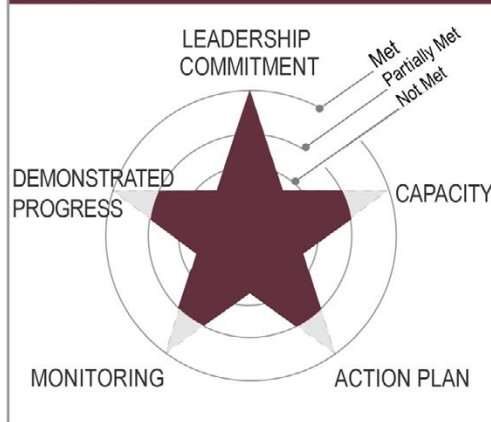 LEADERSHIP
COMMITMENT
Met
Partially Met
Not Met
DEMONSTRATED
PROGRESS
CAPACITY
MONITORING
ACTION PLAN